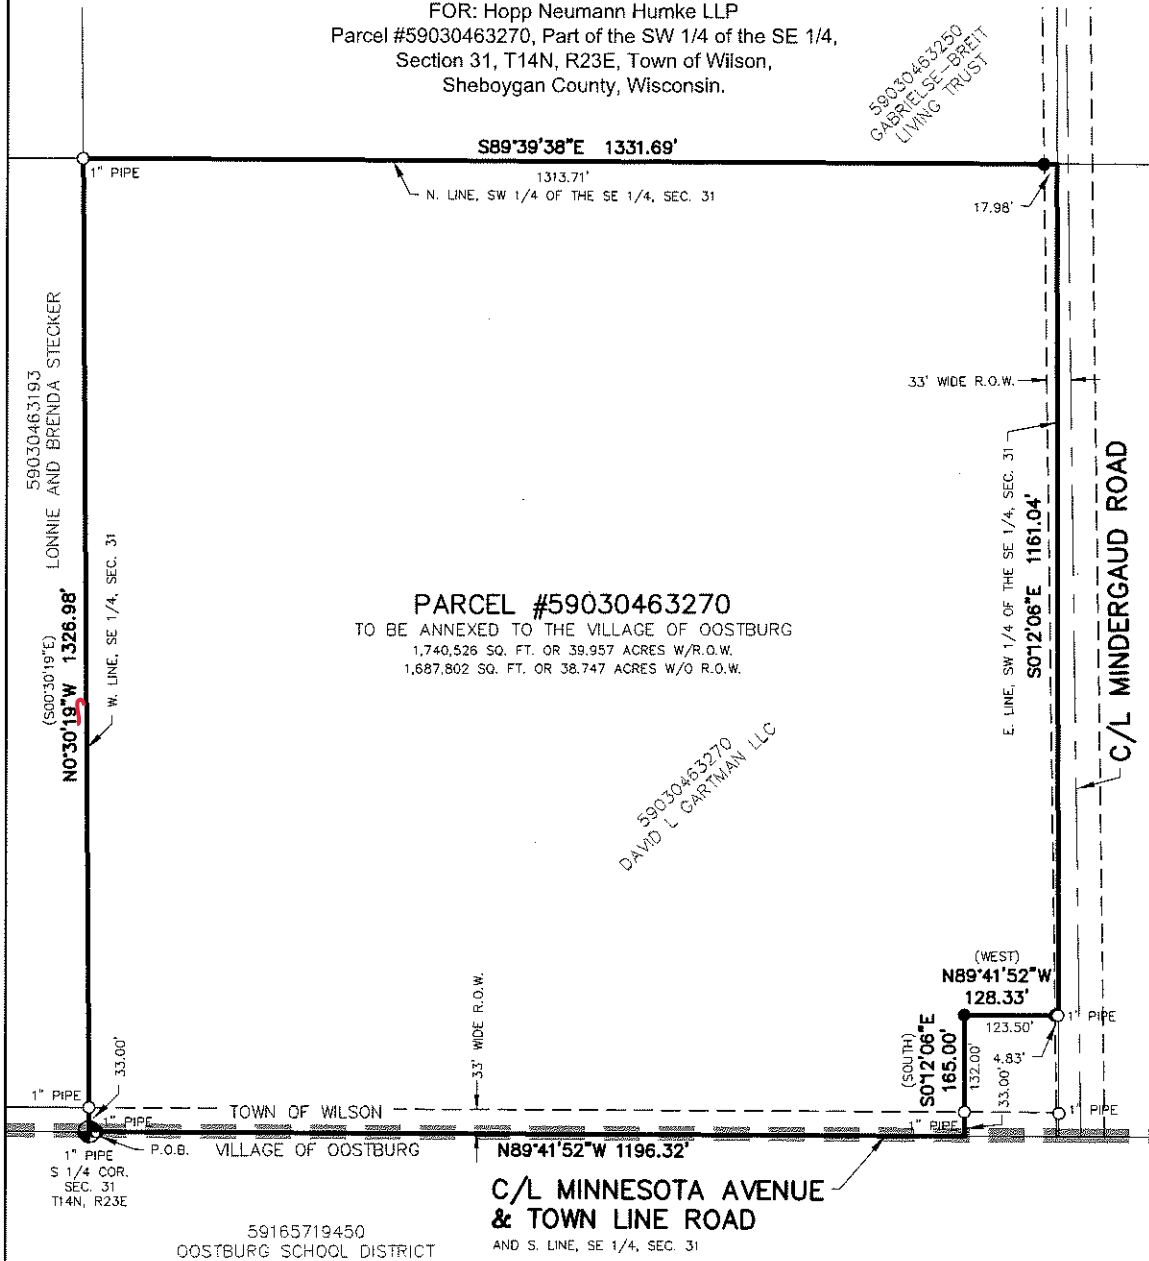 FOR: Hopp Neumann Humke LLP
Parcel #59030463270, Part of the SW 1/4 of the SE 1/4,
Section 31, T14N, R23E, Town of Wilson,
Sheboygan County, Wisconsin.
59030463250
GABRIELSE-BREIT
LIVING TRUST
S89°39'38"E 1331.69'
1" PIPE
1313.71'
N. LINE, SW 1/4 OF THE SE 1/4, SEC. 31
17.98'
59030463193
LONNIE AND BRENDA STECKER
(S00°30'19"E)
N0°30'19"W 1326.98'
W. LINE, SE 1/4, SEC. 31
33' WIDE R.O.W.
E. LINE, SW 1/4 OF THE SE 1/4, SEC. 31
S0°12'06"E 1161.04'
C/L MINDERGAUD ROAD
PARCEL #59030463270
TO BE ANNEXED TO THE VILLAGE OF OOSTBURG
1,740,526 SQ. FT. OR 39.957 ACRES W/R.O.W.
1,687,802 SQ. FT. OR 38.747 ACRES W/O R.O.W.
59030463270
DAVID L GARTMAN LLC
(WEST)
N89°41'52"W
128.33'
1" PIPE
123.50'
4.83'
(SOUTH)
S0°12'06"E
165.00'
132.00'
33.00'
33' WIDE R.O.W.
33.00'
1" PIPE
TOWN OF WILSON
1" PIPE
1" PIPE
1" PIPE
P.O.B.
VILLAGE OF OOSTBURG
N89°41'52"W 1196.32'
1" PIPE
S 1/4 COR.
SEC. 31
T14N, R23E
C/L MINNESOTA AVENUE
& TOWN LINE ROAD
AND S. LINE, SE 1/4, SEC. 31
59165719450
OOSTBURG SCHOOL DISTRICT